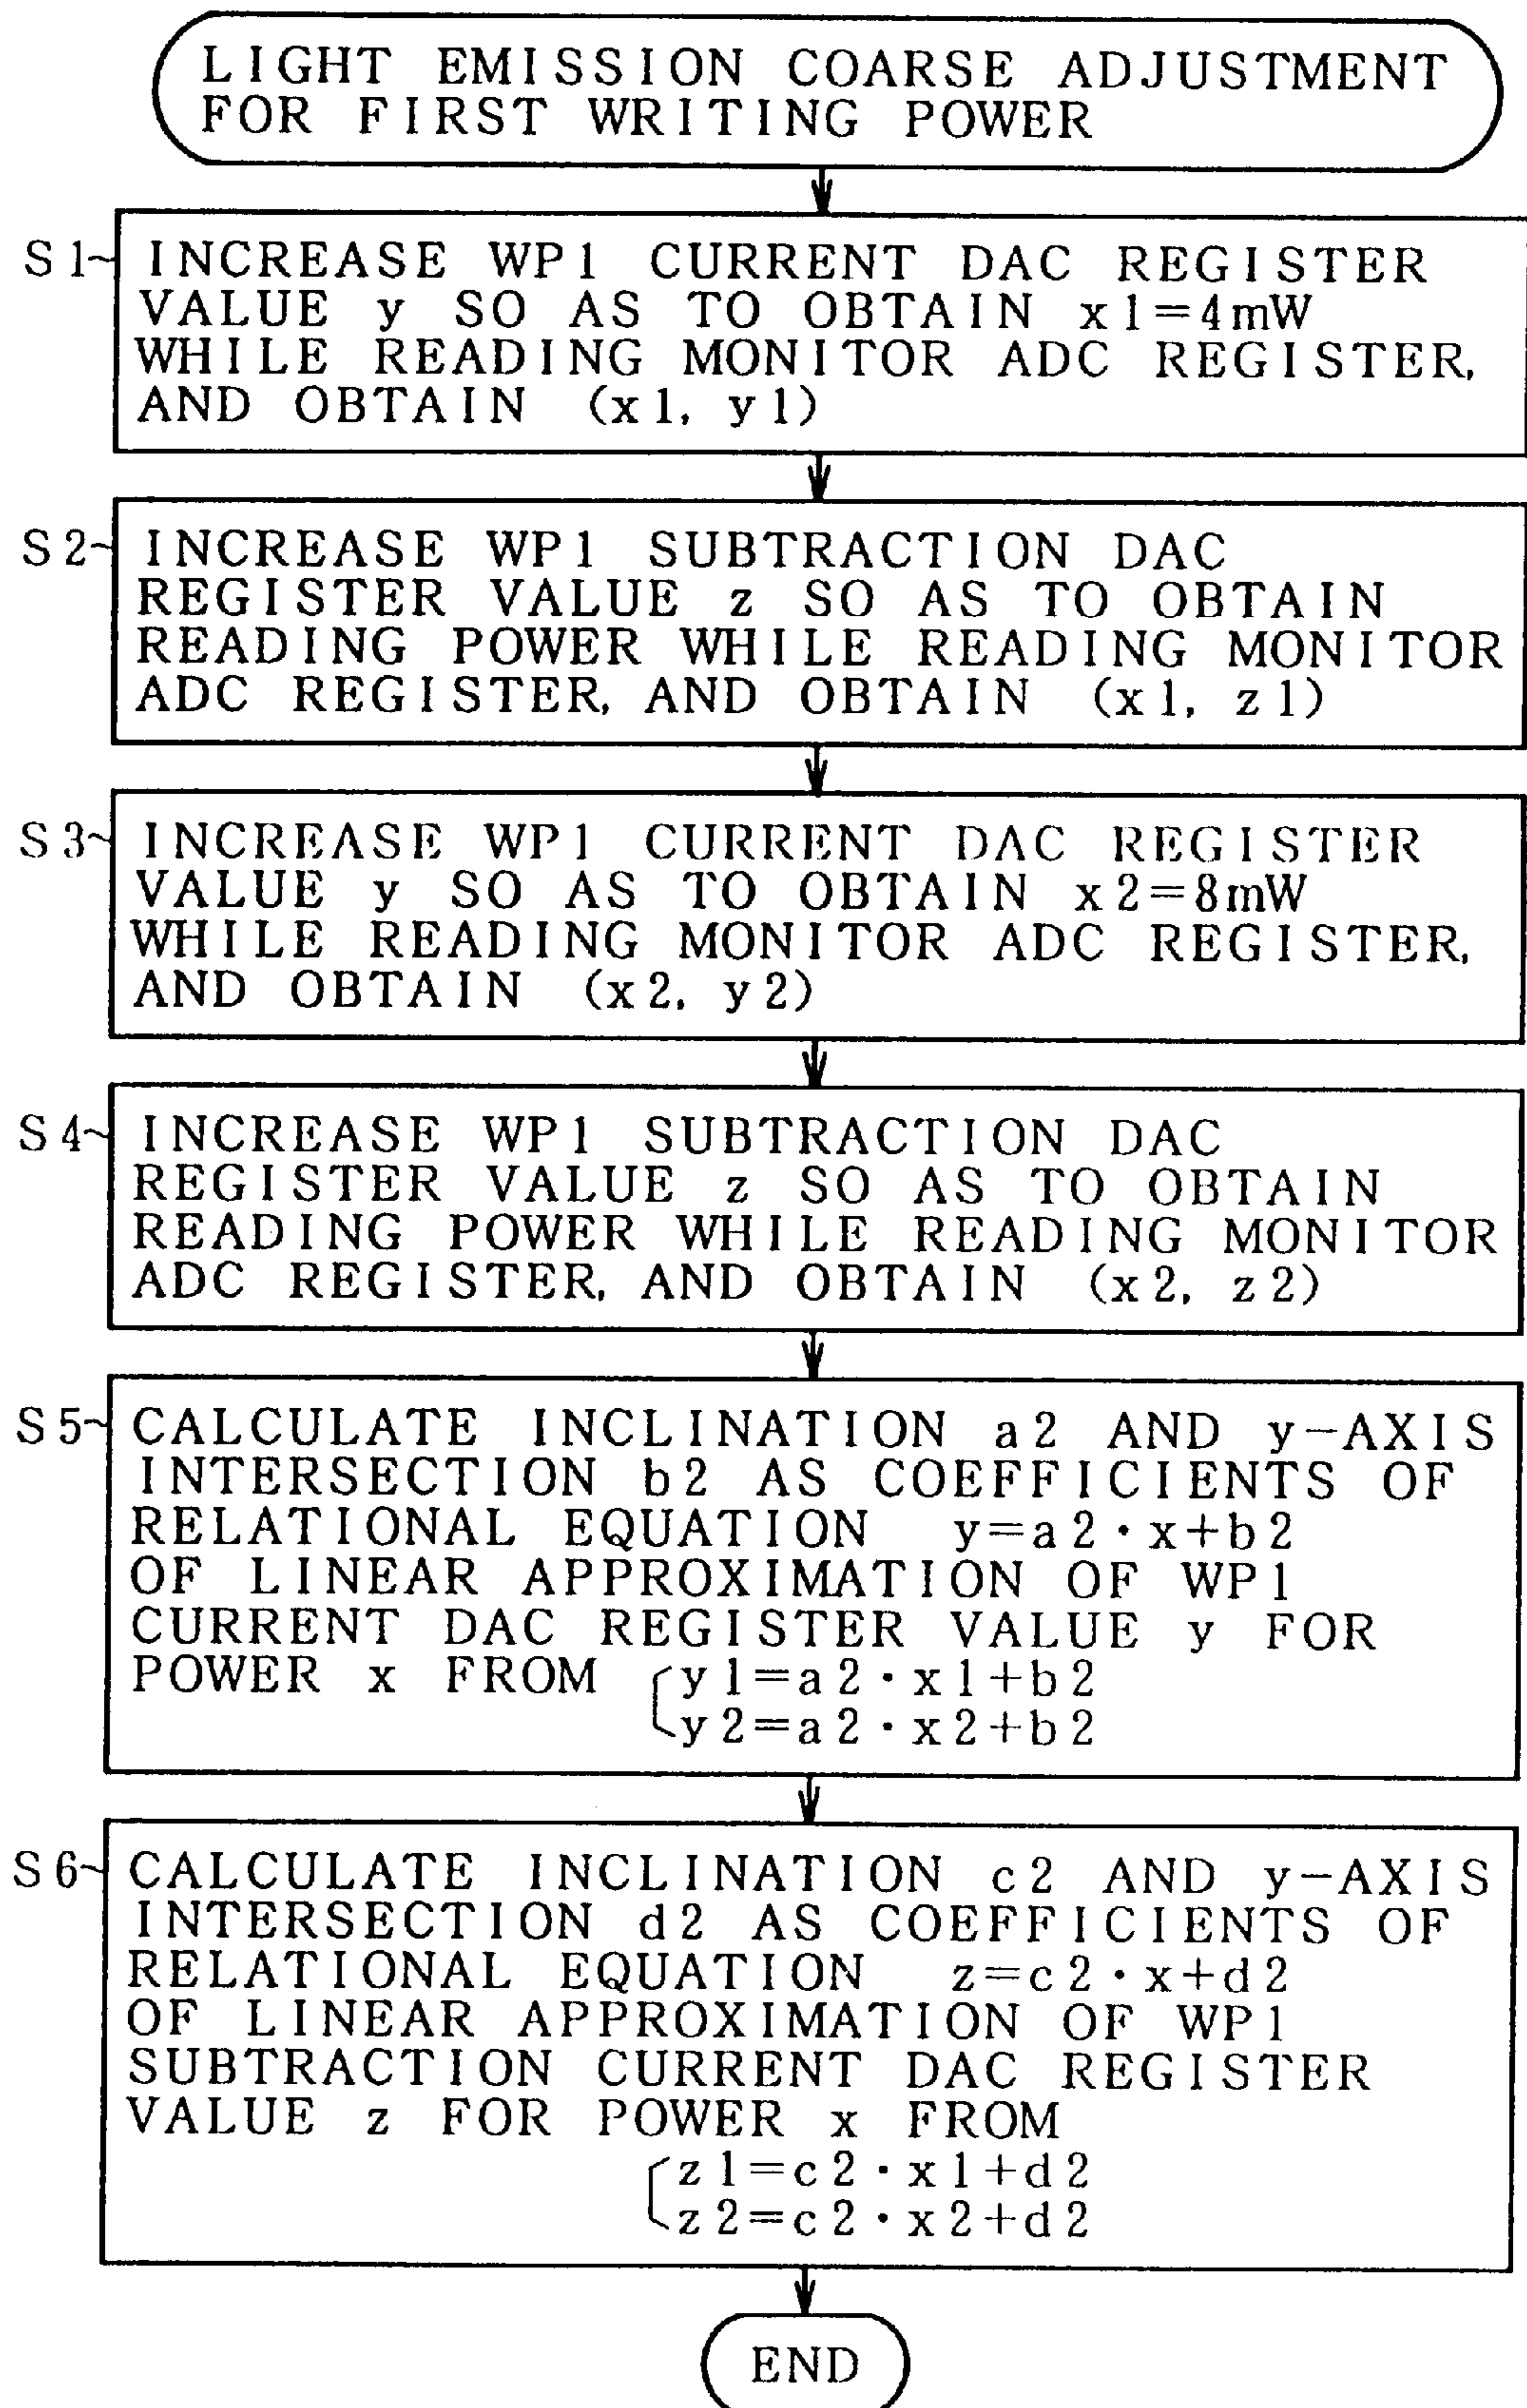 LIGHT EMISSION COARSE ADJUSTMENT
FOR FIRST WRITING POWER
S1
INCREASE WP1 CURRENT DAC REGISTER
VALUE y SO AS TO OBTAIN x1=4mW
WHILE READING MONITOR ADC REGISTER,
AND OBTAIN (x1, y1)
S2
INCREASE WP1 SUBTRACTION DAC
REGISTER VALUE z SO AS TO OBTAIN
READING POWER WHILE READING MONITOR
ADC REGISTER, AND OBTAIN (x1, z1)
S3
INCREASE WP1 CURRENT DAC REGISTER
VALUE y SO AS TO OBTAIN x2=8mW
WHILE READING MONITOR ADC REGISTER,
AND OBTAIN (x2, y2)
S4
INCREASE WP1 SUBTRACTION DAC
REGISTER VALUE z SO AS TO OBTAIN
READING POWER WHILE READING MONITOR
ADC REGISTER, AND OBTAIN (x2, z2)
S5
CALCULATE INCLINATION a2 AND y-AXIS
INTERSECTION b2 AS COEFFICIENTS OF
RELATIONAL EQUATION y=a2・x+b2
OF LINEAR APPROXIMATION OF WP1
CURRENT DAC REGISTER VALUE y FOR
POWER x FROM y1=a2・x1+b2
y2=a2・x2+b2
S6
CALCULATE INCLINATION c2 AND y-AXIS
INTERSECTION d2 AS COEFFICIENTS OF
RELATIONAL EQUATION z=c2・x+d2
OF LINEAR APPROXIMATION OF WP1
SUBTRACTION CURRENT DAC REGISTER
VALUE z FOR POWER x FROM
z1=c2・x1+d2
z2=c2・x2+d2
END